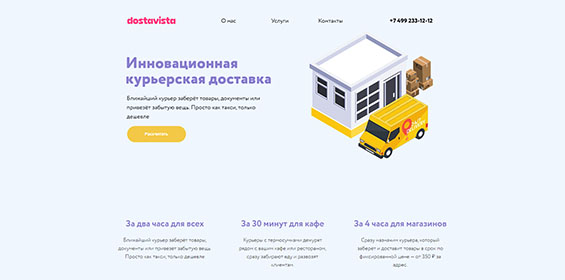 dostavista
О нас
Услуги
Контакты
+7 499 233-12-12
Инновационная
курьерская доставка
Ближайший курьер заберёт товары, документы или
привезёт забытую вещь. Просто как такси, только
дешевле
Рассчитать
За два часа для всех
Ближайший курьер заберёт товары,
документы или привезет забытую вещь.
Просто как такси, только дешевле
За 30 минут для кафе
Курьеры с термосумками дежурят
рядом с вашим кафе или рестораном,
сразу забирают еду и развозят
клиентам
За 4 часа для магазинов
Сразу назначим курьера, который
заберет и доставит товары в срок по
фиксированной цене — от 350 ₽ за
адрес.